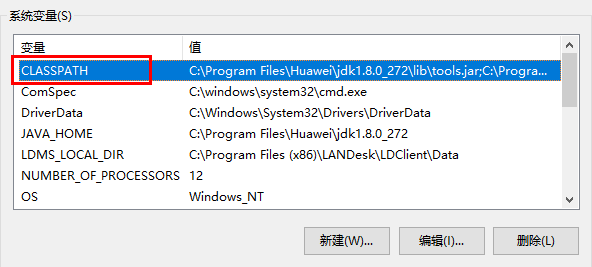 系统变量(S)
变量 值
CLASSPATH C:\Program Files\Huawei\jdk1.8.0_272\lib\tools.jar;C:\Progra...
ComSpec C:\windows\system32\cmd.exe
DriverData C:\Windows\System32\Drivers\DriverData
JAVA_HOME C:\Program Files\Huawei\jdk1.8.0_272
LDMS_LOCAL_DIR C:\Program Files (x86)\LANDesk\LDClient\Data
NUMBER_OF_PROCESSORS 12
OS Windows_NT
新建(W)... 编辑(I)... 删除(L)